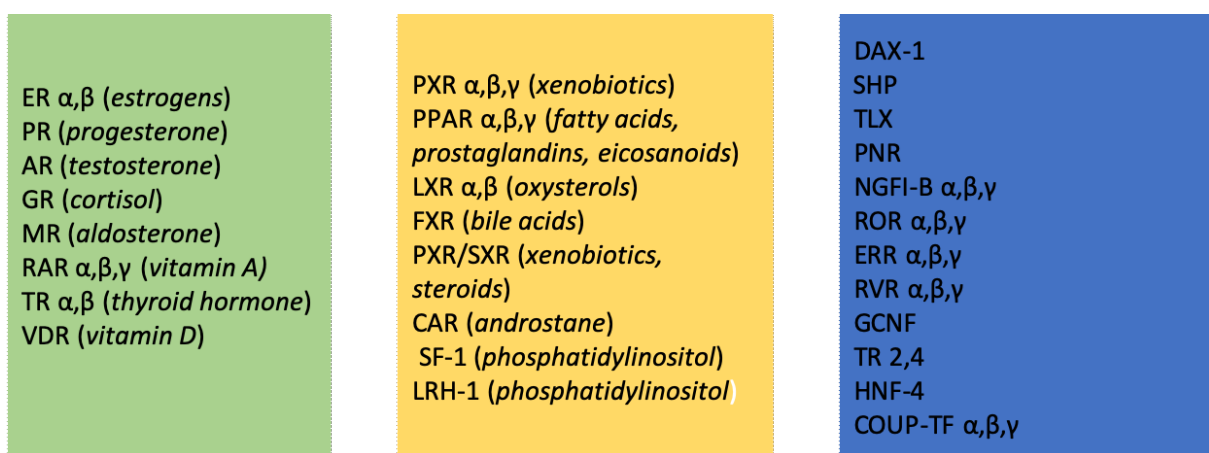 ER α,β (estrogens)
PR (progesterone)
AR (testosterone)
GR (cortisol)
MR (aldosterone)
RAR α,β,γ (vitamin A)
TR α,β (thyroid hormone)
VDR (vitamin D)
PXR α,β,γ (xenobiotics)
PPAR α,β,γ (fatty acids,
prostaglandins, eicosanoids)
LXR α,β (oxysterols)
FXR (bile acids)
PXR/SXR (xenobiotics,
steroids)
CAR (androstane)
SF-1 (phosphatidylinositol)
LRH-1 (phosphatidylinositol)
DAX-1
SHP
TLX
PNR
NGFI-B α,β,γ
ROR α,β,γ
ERR α,β,γ
RVR α,β,γ
GCNF
TR 2,4
HNF-4
COUP-TF α,β,γ